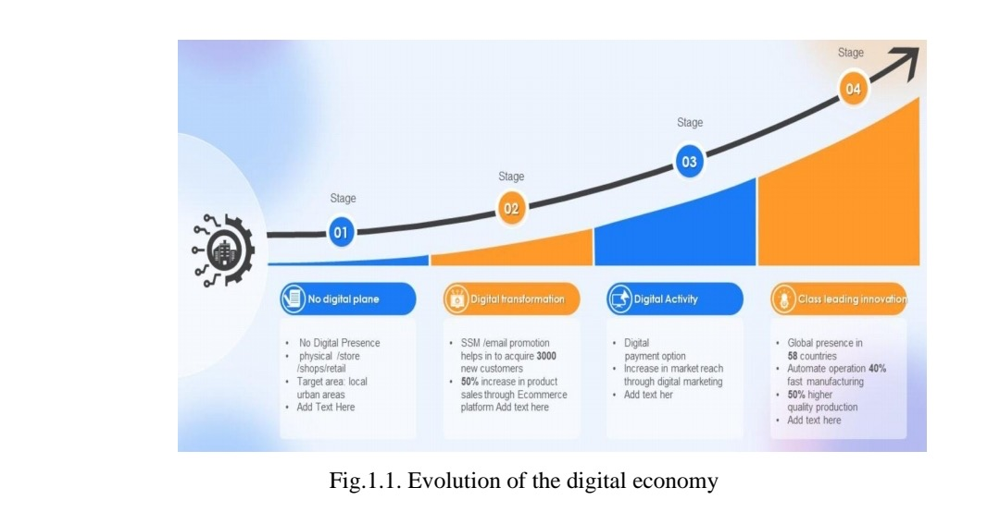 Stage
04
Stage
03
Stage
02
Stage
01
No digital plane
• No Digital Presence
• physical /store
/shops/retail
• Target area: local
urban areas
• Add Text Here
Digital transformation
• SSM /email promotion
helps in to acquire 3000
new customers
• 50% increase in product
sales through Ecommerce
platform Add text here
Digital Activity
• Digital
payment option
• Increase in market reach
through digital marketing
• Add text her
Class leading innovation
• Global presence in
58 countries
• Automate operation 40%
fast manufacturing
• 50% higher
quality production
• Add text here
Fig.1.1. Evolution of the digital economy